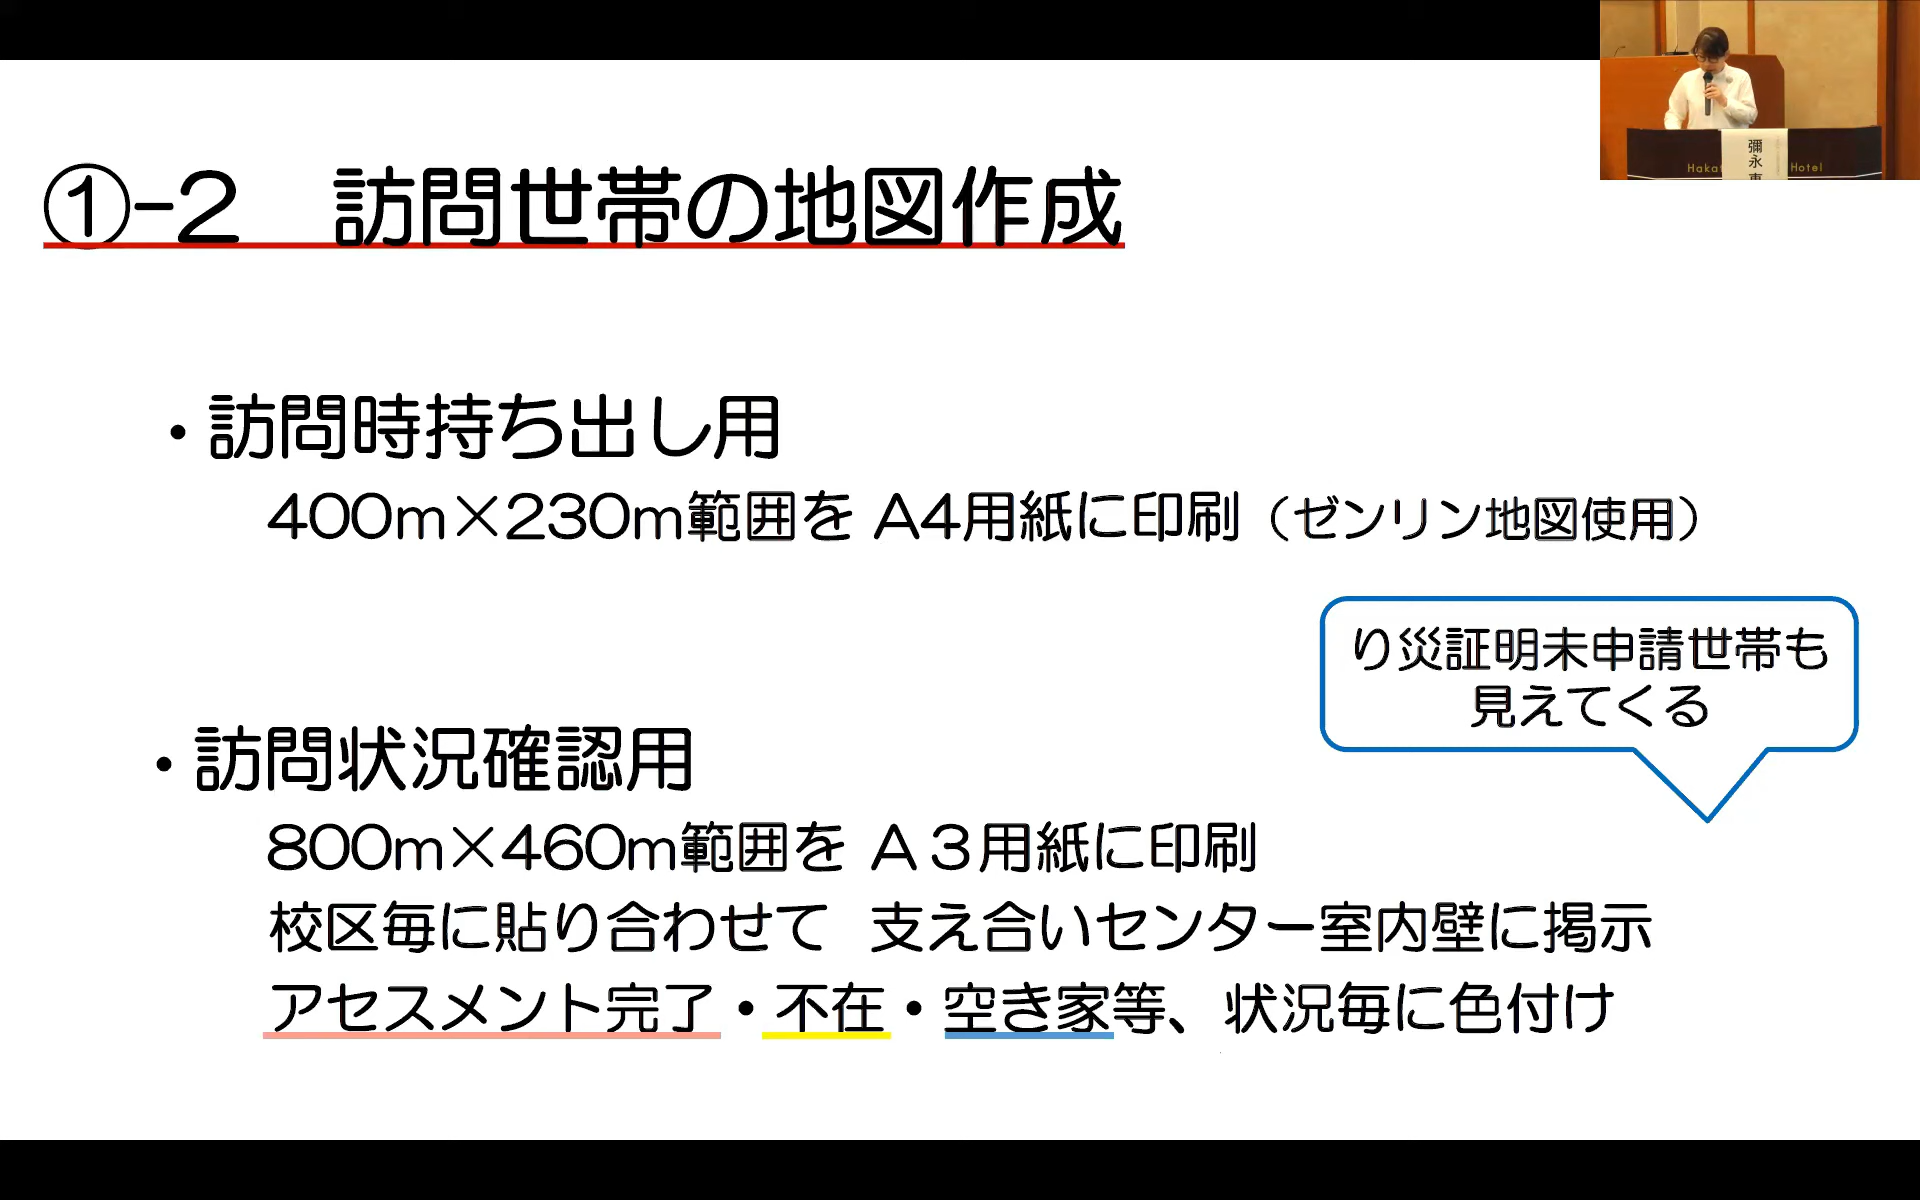 ①-2　訪問世帯の地図作成
・訪問時持ち出し用
400m×230m範囲を A4用紙に印刷（ゼンリン地図使用）
り災証明未申請世帯も
見えてくる
・訪問状況確認用
800m×460m範囲を A３用紙に印刷
校区毎に貼り合わせて 支え合いセンター室内壁に掲示
アセスメント完了・不在・空き家等、状況毎に色付け
彌永
Hotel